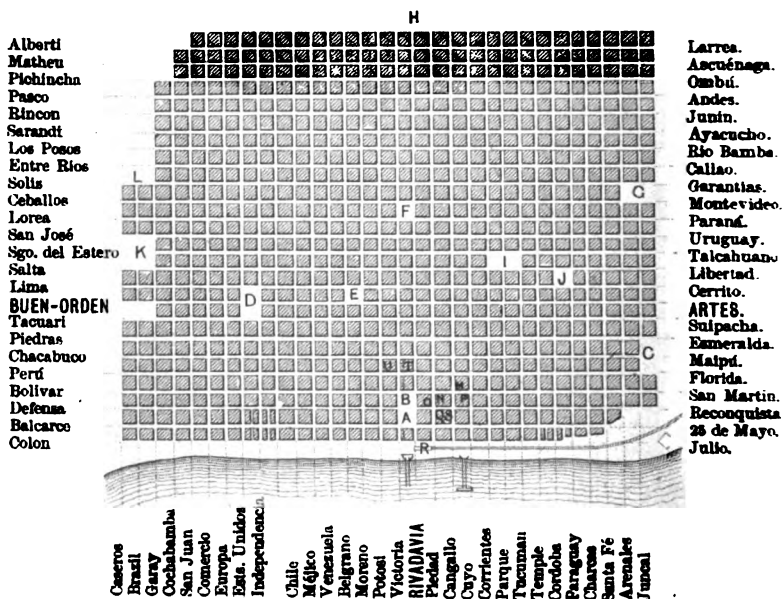 H
Alberti
Matheu
Pichincha
Pasco
Rincon
Sarandi
Los Posos
Entre Rios
Solis
Ceballos
Lorea
San José
Sgo. del Estero
Salta
Lima
BUEN-ORDEN
Tacuari
Piedras
Chacabuco
Perú
Bolivar
Defensa
Balcarce
Colon
L
G
F
K
I
J
D
E
C
U T
M
B O N P
A Q S
R
Larrea.
Ascuénaga.
Ombú.
Andes.
Junin.
Ayacucho.
Rio Bamba.
Callao.
Garantias.
Montevideo.
Paraná.
Uruguay.
Talcahuano
Libertad.
Cerrito.
ARTES.
Suipacha.
Esmeralda.
Maipú.
Florida.
San Martin.
Reconquista
25 de Mayo.
Julio.
Caseros
Brasil
Garay
Cochabamba
San Juan
Comercio
Europa
Ests. Unidos
Independencia
Chile
Méjico
Venezuela
Belgrano
Moreno
Potosi
Victoria
RIVADAVIA
Piedad
Cangallo
Cuyo
Corrientes
Parque
Tucuman
Temple
Cordoba
Paraguay
Charcas
Santa Fé
Arenales
Juncal